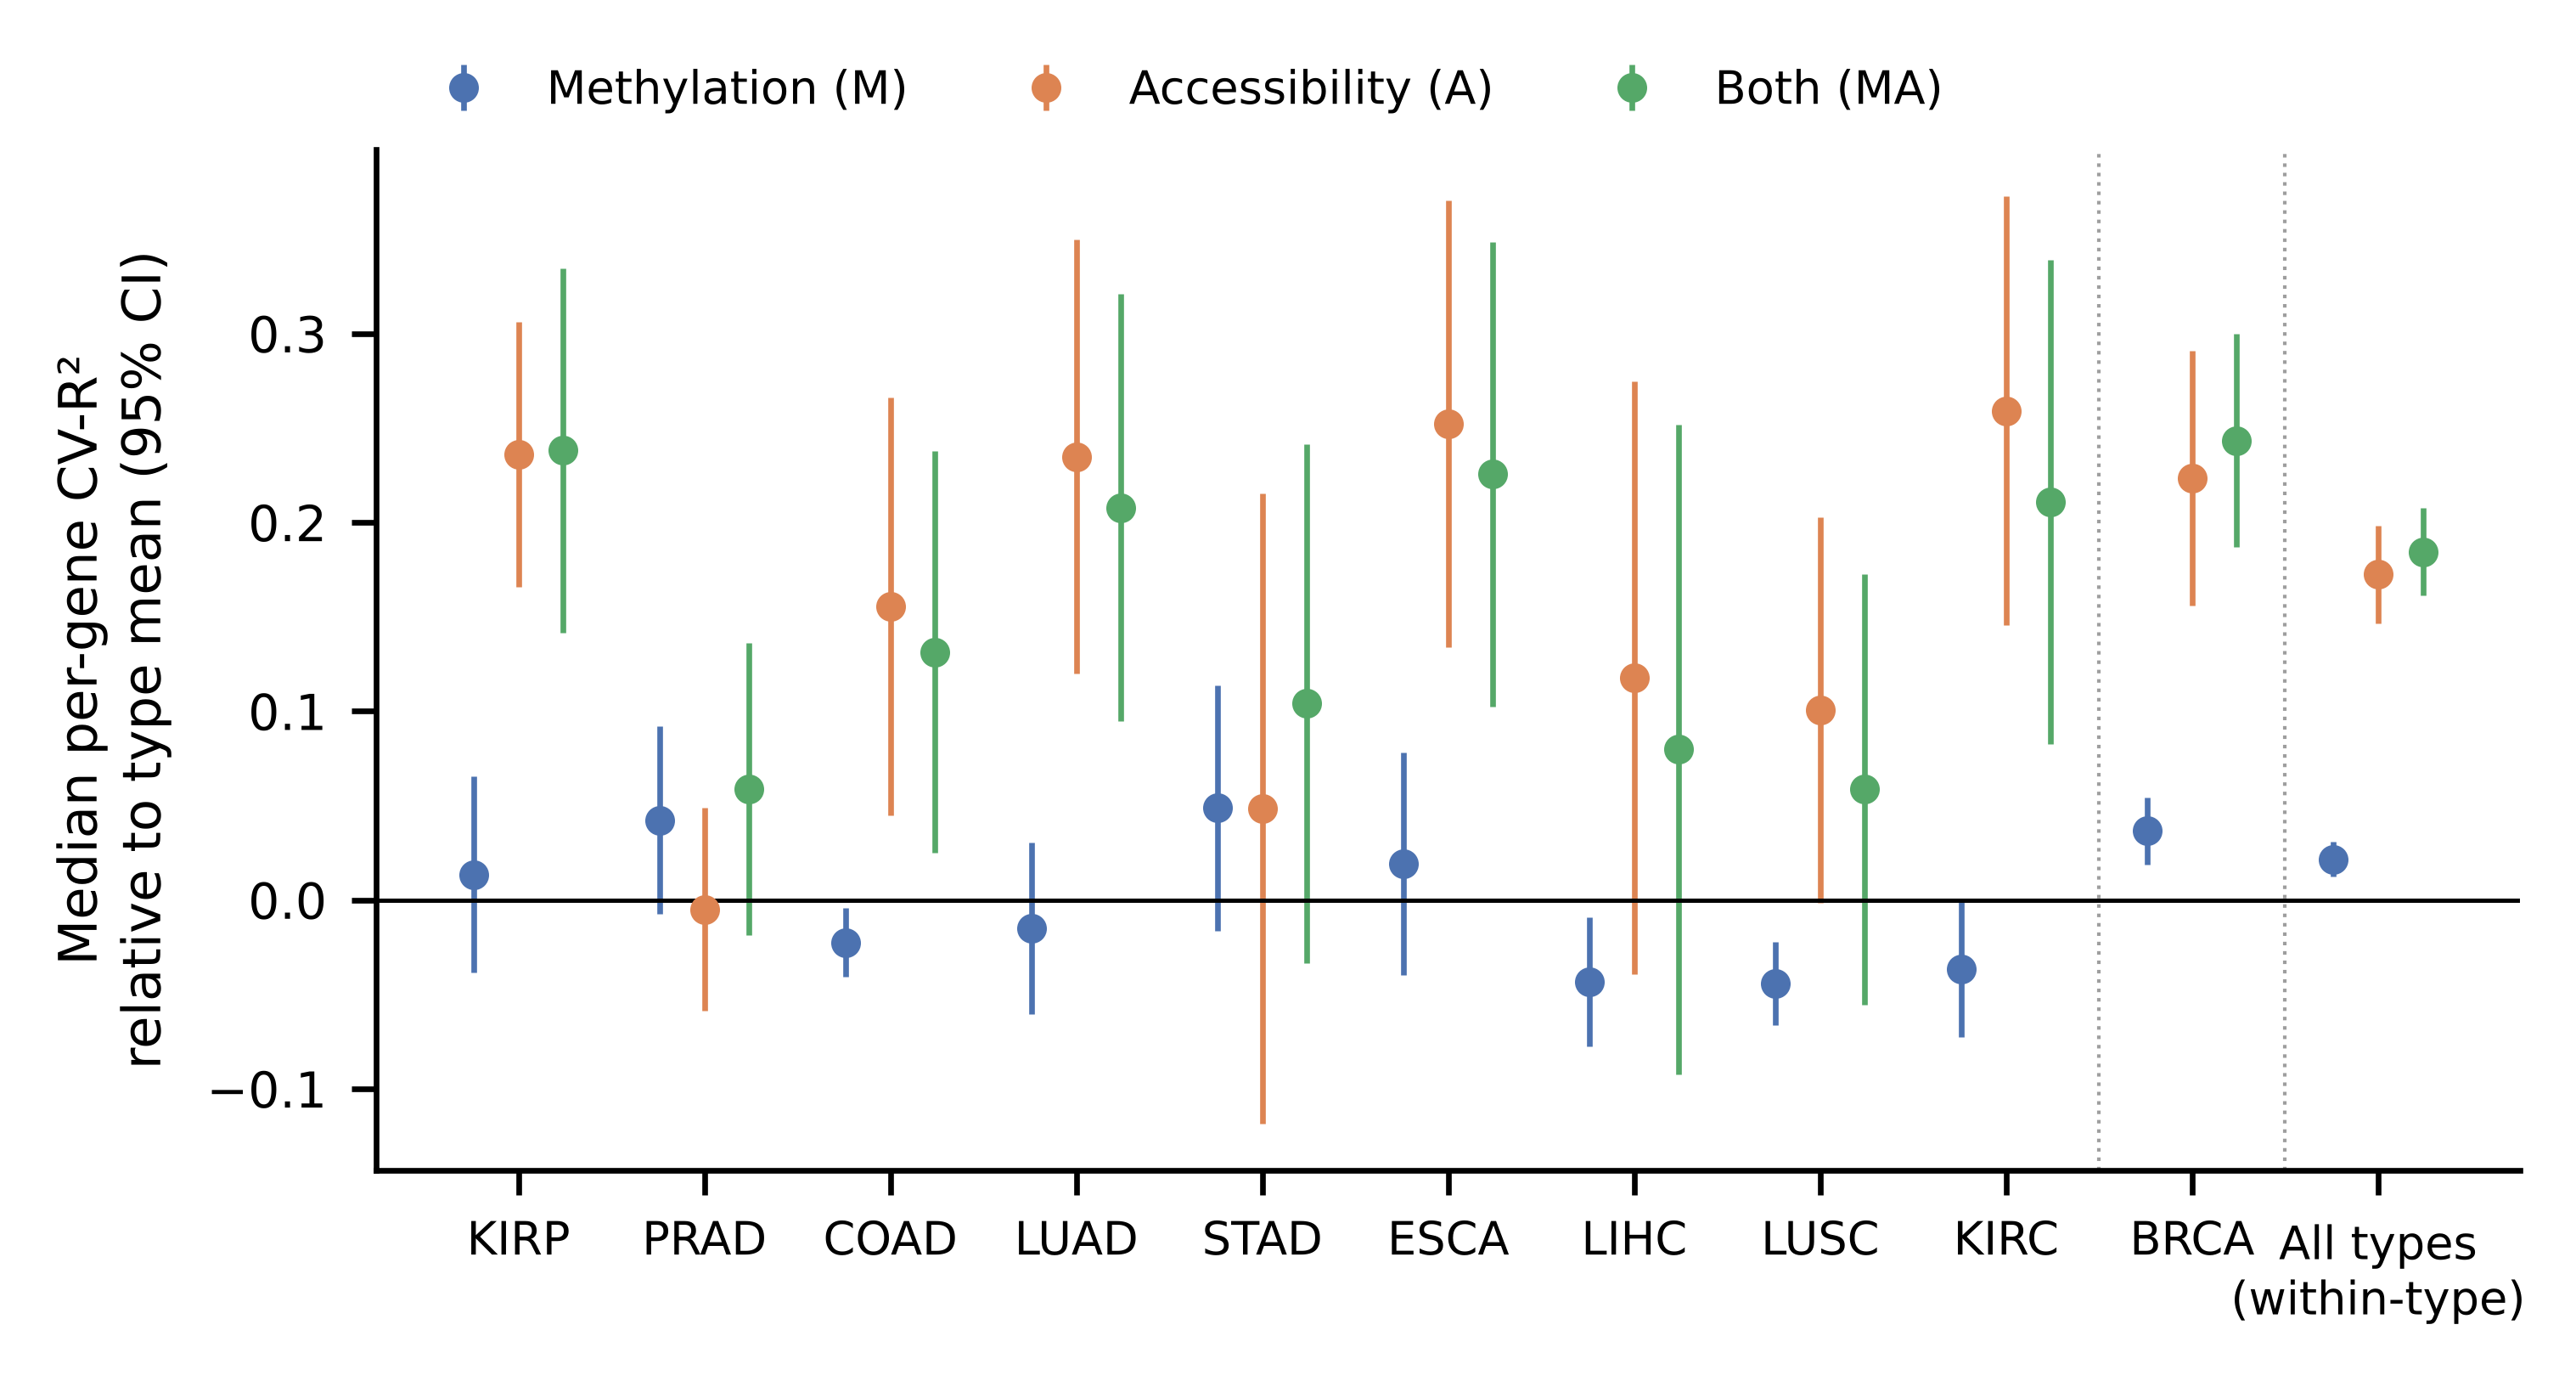 Methylation (M)
Accessibility (A)
Both (MA)
Median per-gene CV-R²
relative to type mean (95% CI)
0.3
0.2
0.1
0.0
−0.1
KIRP
PRAD
COAD
LUAD
STAD
ESCA
LIHC
LUSC
KIRC
BRCA
All types
(within-type)